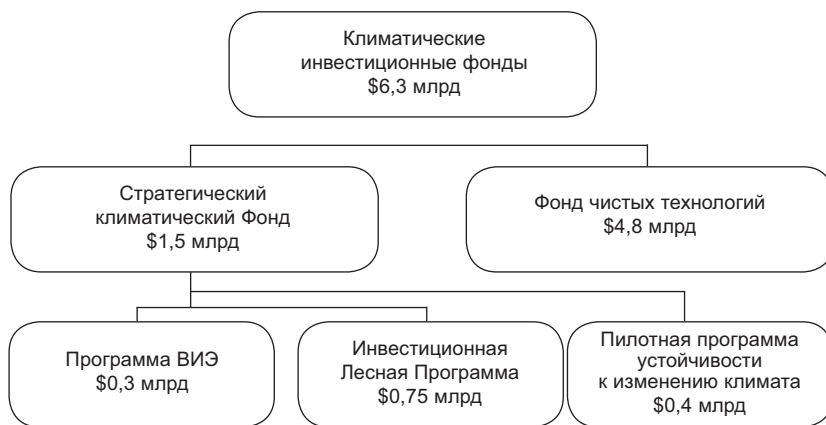 Климатические
инвестиционные фонды
$6,3 млрд
Стратегический
климатический Фонд
$1,5 млрд
Фонд чистых технологий
$4,8 млрд
Программа ВИЭ
$0,3 млрд
Инвестиционная
Лесная Программа
$0,75 млрд
Пилотная программа
устойчивости
к изменению климата
$0,4 млрд